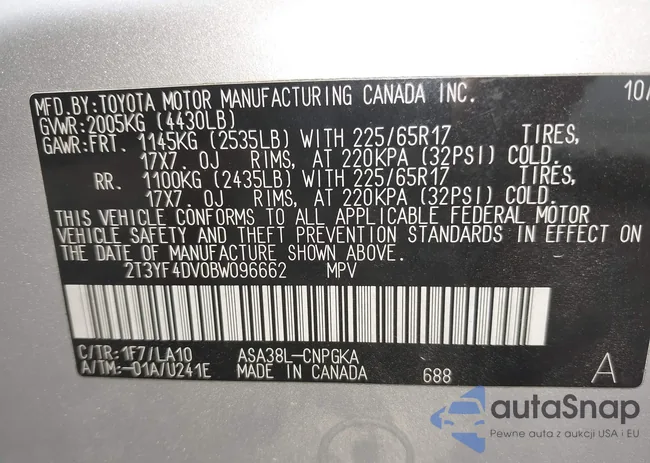 MFD.BY:TOYOTA MOTOR MANUFACTURING CANADA INC. 10/
GVWR:2005KG (4430LB)
GAWR:FRT. 1145KG (2535LB) WITH 225/65R17 TIRES,
17X7.0J RIMS, AT 220KPA (32PSI) COLD.
RR. 1100KG (2435LB) WITH 225/65R17 TIRES,
17X7.0J RIMS, AT 220KPA (32PSI) COLD.
THIS VEHICLE CONFORMS TO ALL APPLICABLE FEDERAL MOTOR
VEHICLE SAFETY AND THEFT PREVENTION STANDARDS IN EFFECT ON
THE DATE OF MANUFACTURE SHOWN ABOVE.
2T3YF4DV0BW096662 MPV
C/TR: 1F7/LA10 ASA38L-CNPGKA
A/TM:-01A/U241E MADE IN CANADA 688 A
autaSnap
Pewne auta z aukcji USA i EU